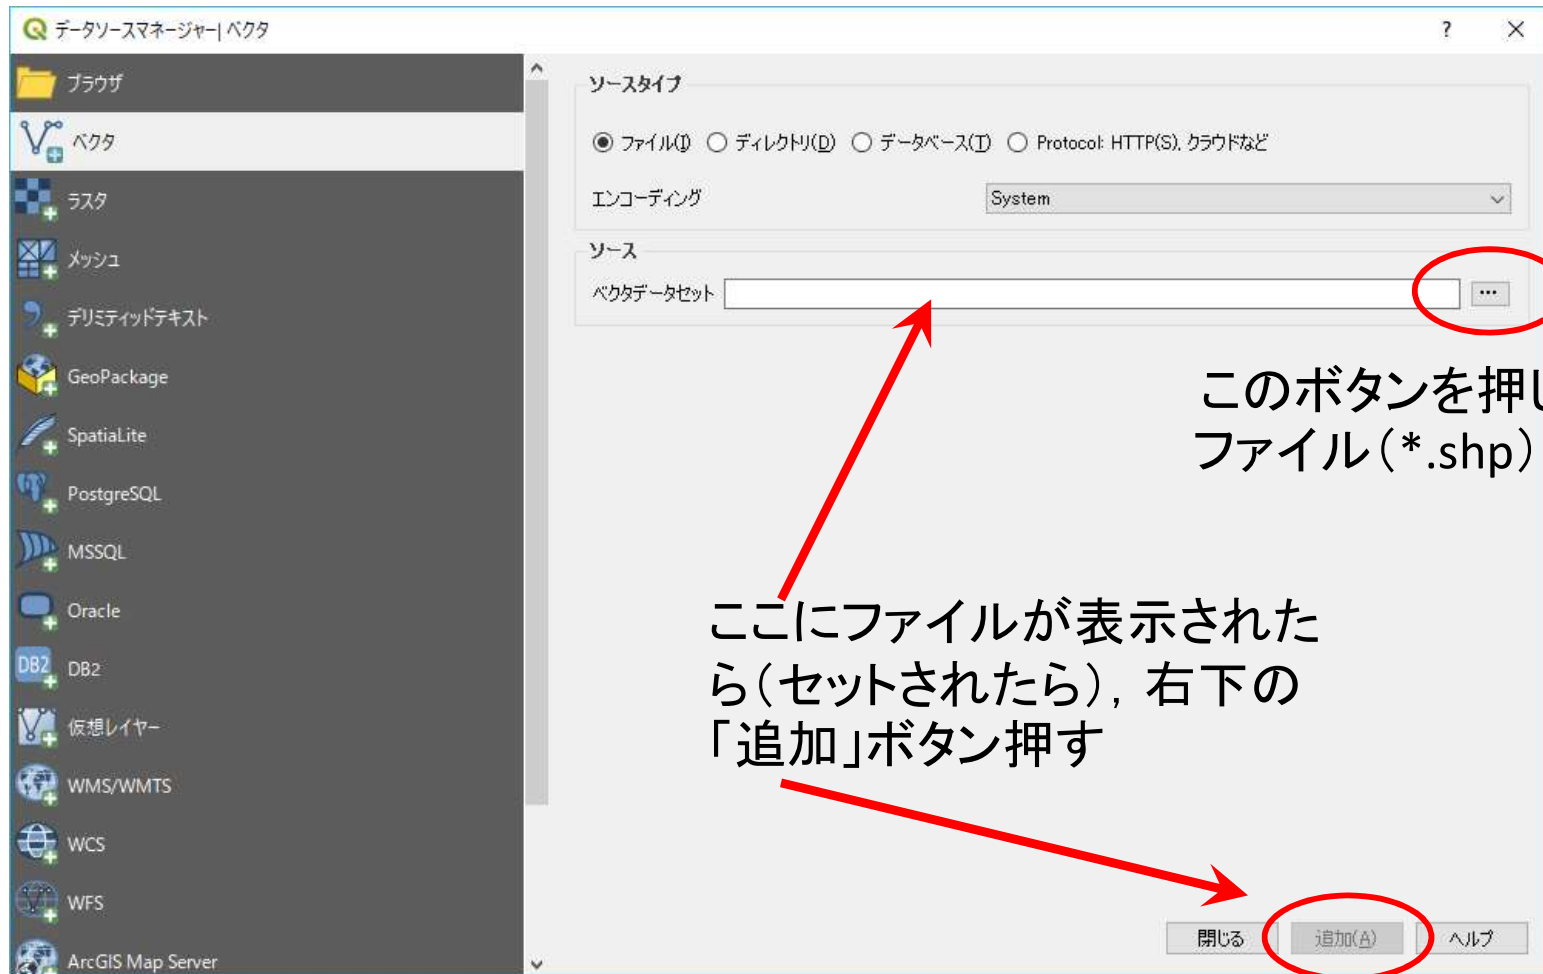 データソースマネージャー | ベクタ
?
ブラウザ
ベクタ
ラスタ
メッシュ
デリミティッドテキスト
GeoPackage
SpatiaLite
PostgreSQL
MSSQL
Oracle
DB2 DB2
仮想レイヤー
WMS/WMTS
WCS
WFS
ArcGIS Map Server
ソースタイプ
ファイル(I) ディレクトリ(D) データベース(T) Protocol: HTTP(S), クラウドなど
エンコーディング System
ソース
ベクタデータセット ...
このボタンを押し
ファイル(*.shp)
ここにファイルが表示された
ら(セットされたら), 右下の
「追加」ボタン押す
閉じる 追加(A) ヘルプ